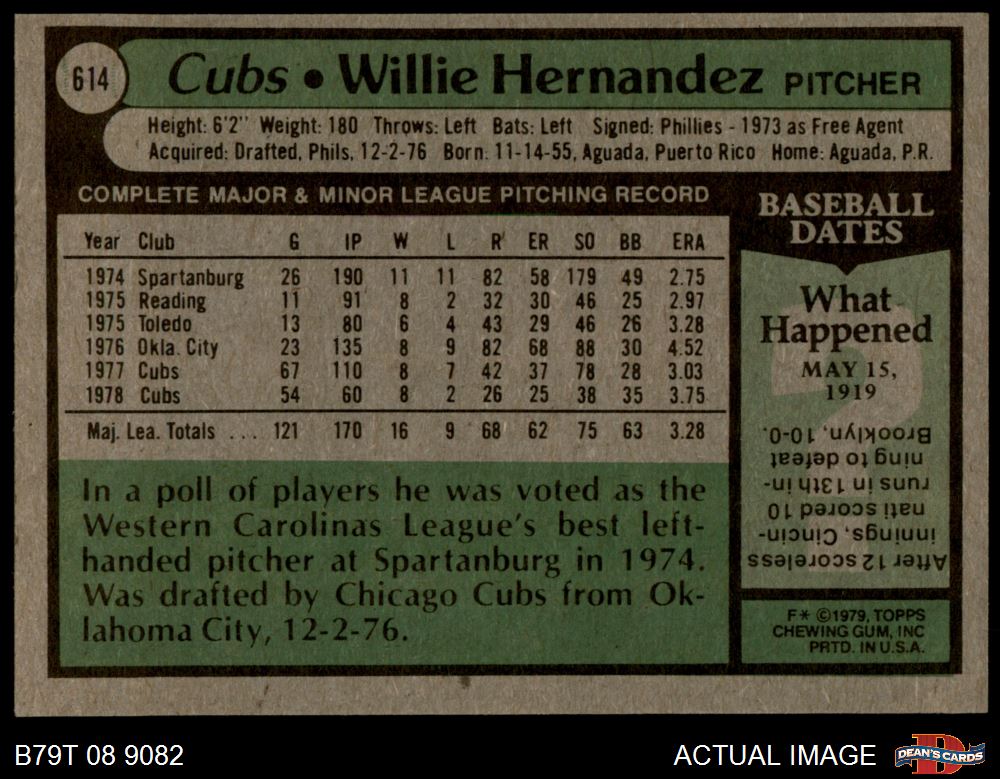 614
Cubs • Willie Hernandez PITCHER
Height: 6'2" Weight: 180 Throws: Left Bats: Left Signed: Phillies - 1973 as Free Agent
Acquired: Drafted, Phils, 12-2-76 Born: 11-14-55, Aguada, Puerto Rico Home: Aguada, P.R.
COMPLETE MAJOR & MINOR LEAGUE PITCHING RECORD
Year Club G IP W L R ER SO BB ERA
1974 Spartanburg 26 190 11 11 82 58 179 49 2.75
1975 Reading 11 91 8 2 32 30 46 25 2.97
1975 Toledo 13 80 6 4 43 29 46 26 3.28
1976 Okla. City 23 135 8 9 82 68 88 30 4.52
1977 Cubs 67 110 8 7 42 37 78 28 3.03
1978 Cubs 54 60 8 2 26 25 38 35 3.75
Maj. Lea. Totals ... 121 170 16 9 68 62 75 63 3.28
In a poll of players he was voted as the
Western Carolinas League's best left-
handed pitcher at Spartanburg in 1974.
Was drafted by Chicago Cubs from Ok-
lahoma City, 12-2-76.
BASEBALL
DATES
What
Happened
MAY 15,
1919
After 12 scoreless
innings, Cincin-
nati scored 10
runs in 13th in-
ning to defeat
Brooklyn, 10-0.
F* ©1979, TOPPS
CHEWING GUM, INC
PRTD. IN U.S.A.
B79T 08 9082
ACTUAL IMAGE
DEAN'S CARDS